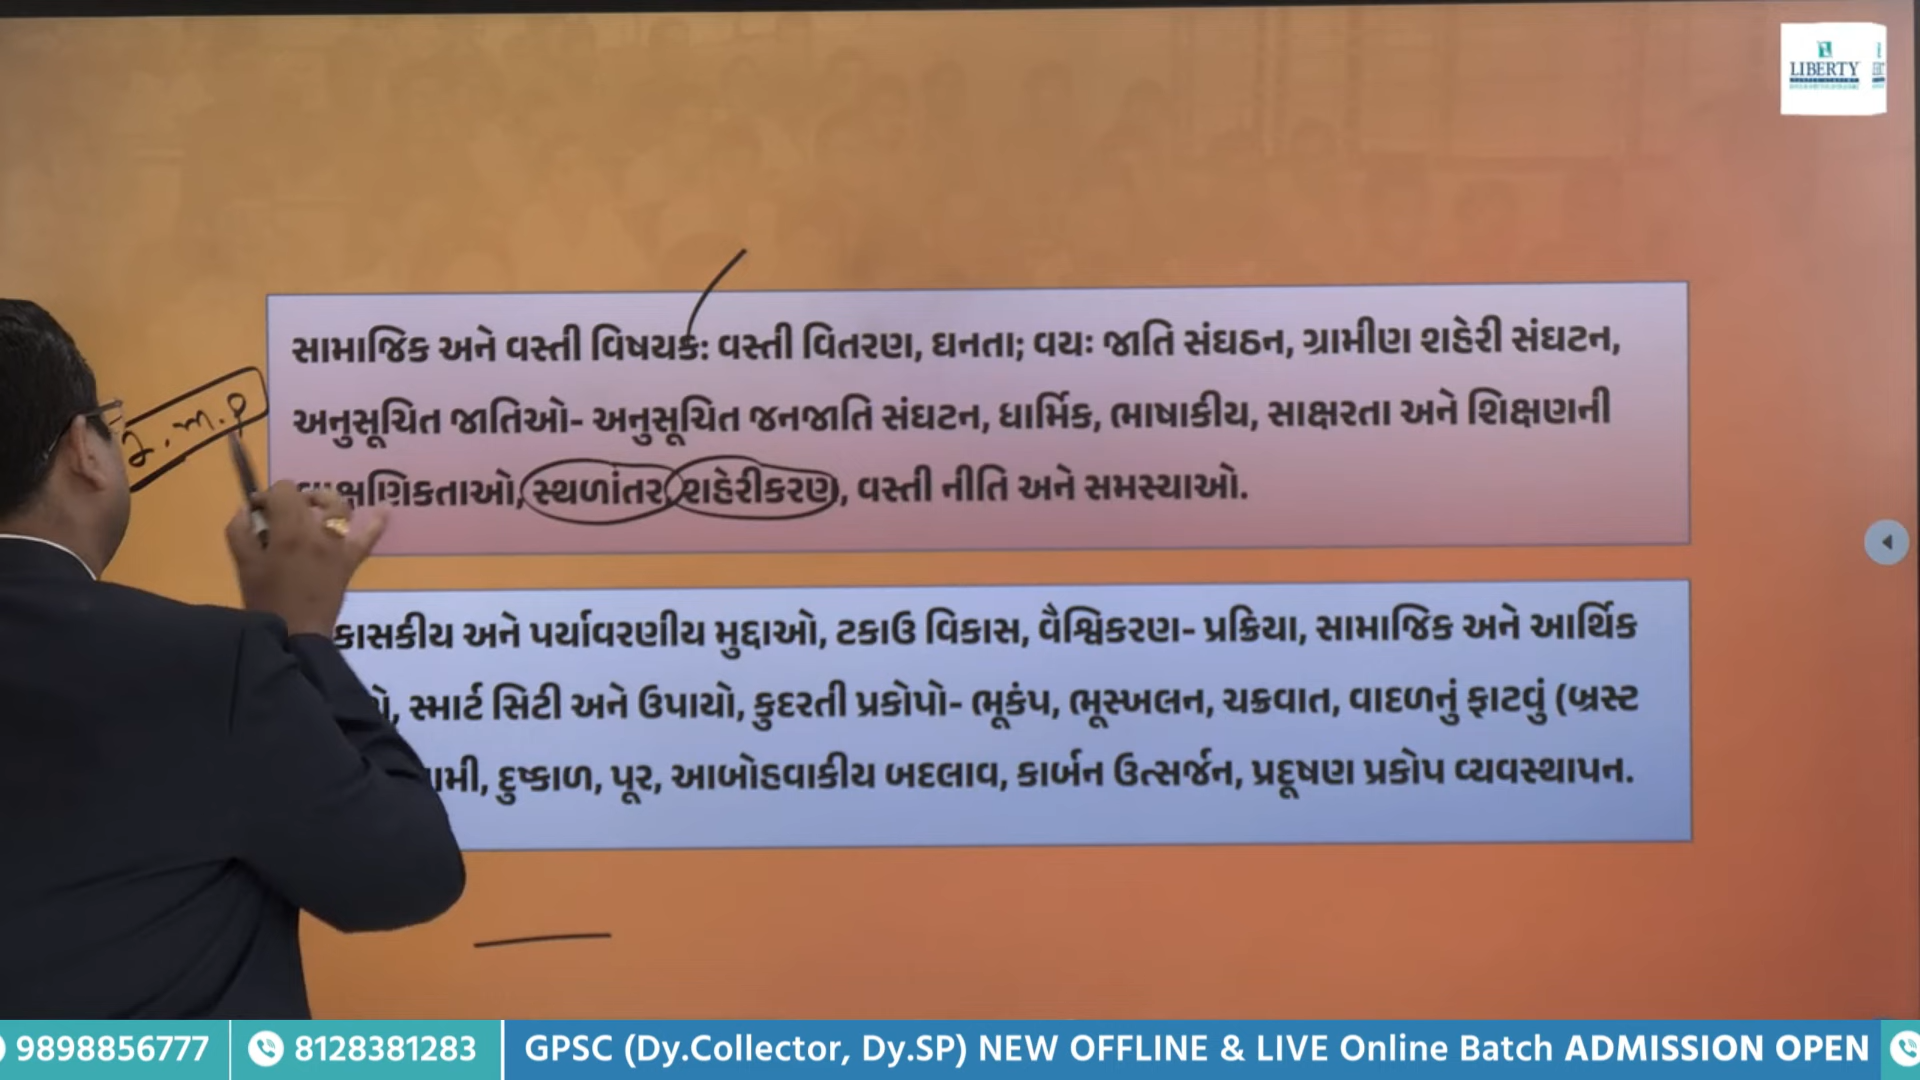 LIBERTY
સામાજિક અને વસ્તી વિષયક: વસ્તી વિતરણ, ઘનતા; વયઃ જાતિ સંઘઠન, ગ્રામીણ શહેરી સંઘટન,
અનુસૂચિત જાતિઓ- અનુસૂચિત જનજાતિ સંઘટન, ધાર્મિક, ભાષાકીય, સાક્ષરતા અને શિક્ષણની
ક્ષણિકતાઓ, સ્થળાંતર શહેરીકરણ, વસ્તી નીતિ અને સમસ્યાઓ.
કાસકીય અને પર્યાવરણીય મુદ્દાઓ, ટકાઉ વિકાસ, વૈશ્વિકરણ- પ્રક્રિયા, સામાજિક અને આર્થિક
સ્માર્ટ સિટી અને ઉપાયો, કુદરતી પ્રકોપો- ભૂકંપ, ભૂસ્ખલન, ચક્રવાત, વાદળનું ફાટવું (બ્રસ્ટ
મી, દુષ્કાળ, પૂર, આબોહવાકીય બદલાવ, કાર્બન ઉત્સર્જન, પ્રદૂષણ પ્રકોપ વ્યવસ્થાપન.
9898856777 8128381283 GPSC (Dy.Collector, Dy.SP) NEW OFFLINE & LIVE Online Batch ADMISSION OPEN